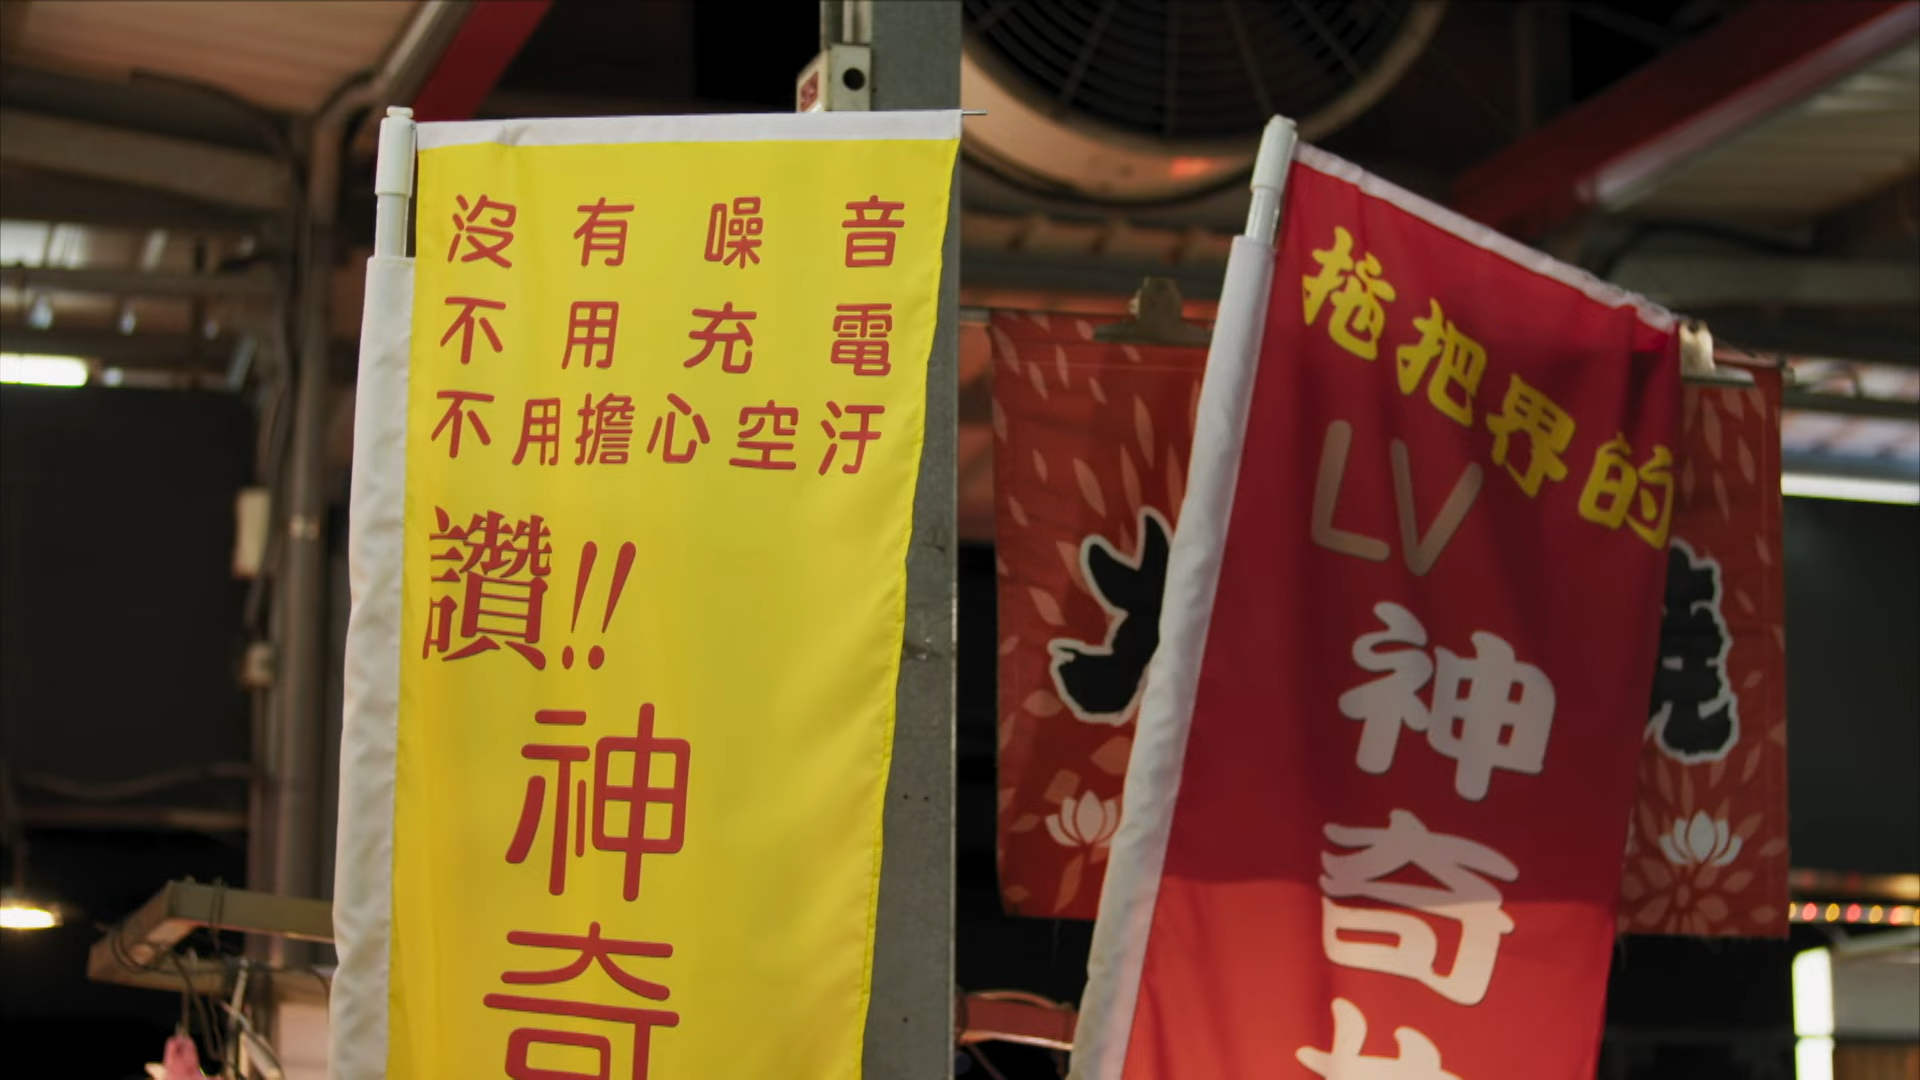 沒有噪音
不用充電
不用擔心空汙
讚!!
神奇
拖把界的
LV
神奇